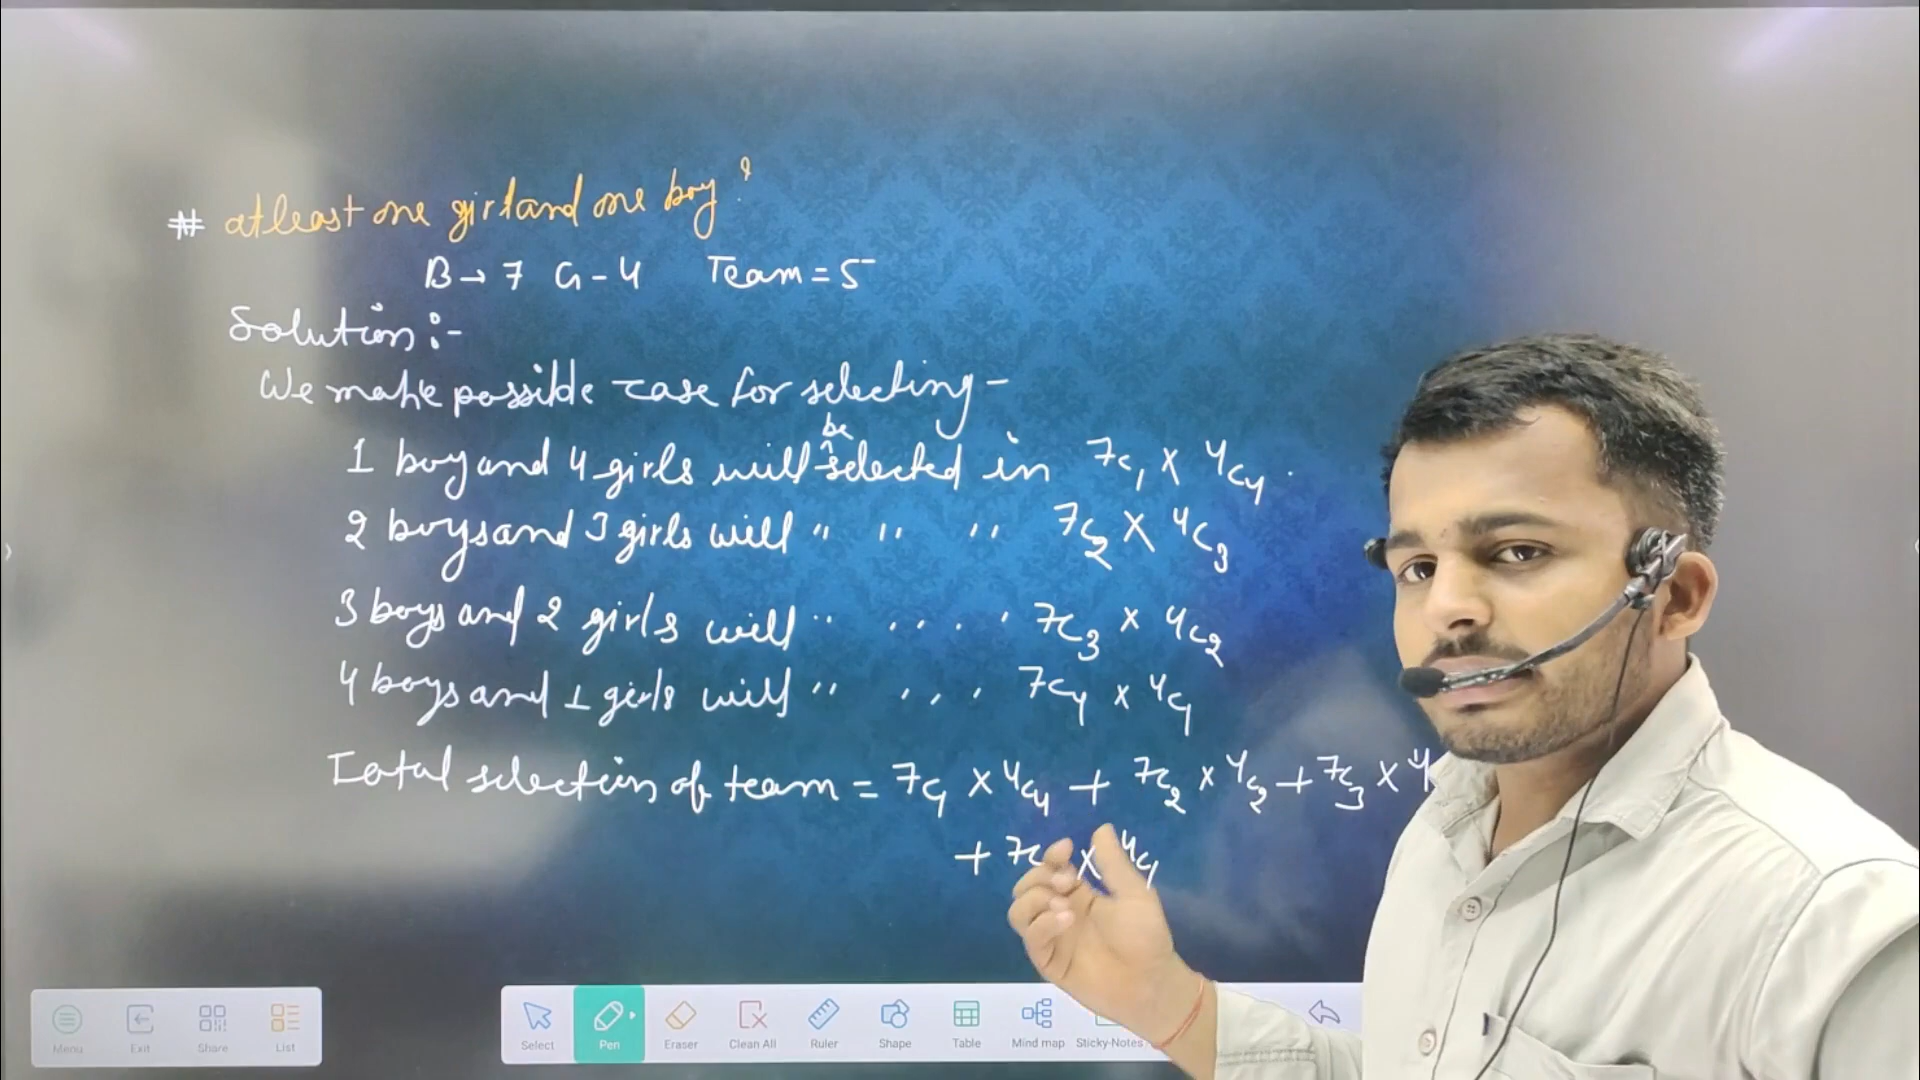 # atleast one girl and one boy?
B → 7 G - 4 Team = 5
Solution :-
We make possible case for selecting -
1 boy and 4 girls will be selected in 7c1 × 4c4 .
2 boys and 3 girls will " " " 7c2 × 4c3
3 boys and 2 girls will " . . . . 7c3 × 4c2
4 boys and 1 girls will " . . . 7c4 × 4c1
Total selection of team = 7c1 × 4c4 + 7c2 × 4c2 + 7c3 × 4
+ 7c × 4c1
Menu Exit Share List
Select Pen Eraser Clean All Ruler Shape Table Mind map Sticky-Notes